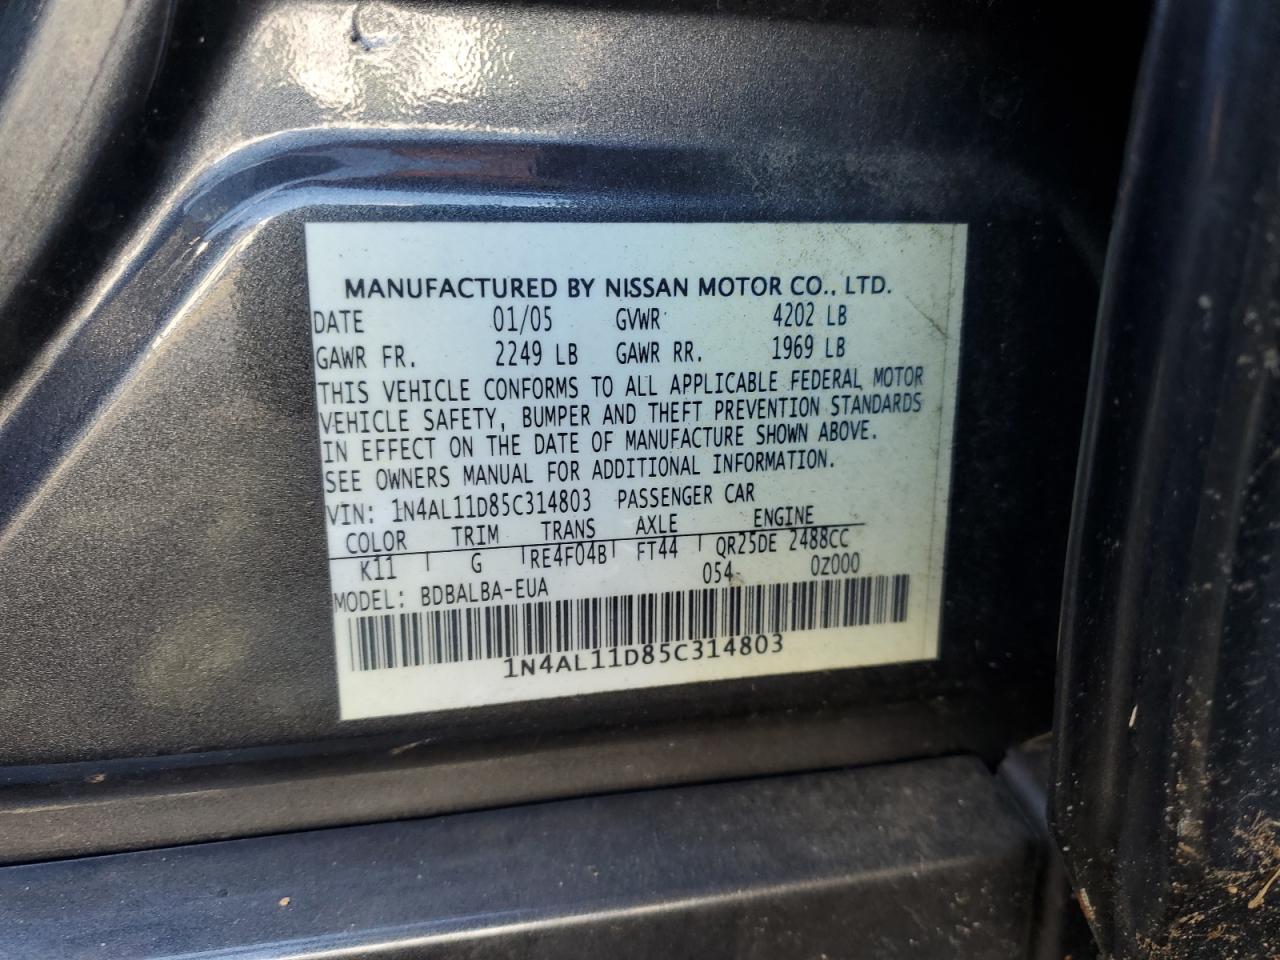 MANUFACTURED BY NISSAN MOTOR CO., LTD.
DATE 01/05 GVWR 4202 LB
GAWR FR. 2249 LB GAWR RR. 1969 LB
THIS VEHICLE CONFORMS TO ALL APPLICABLE FEDERAL MOTOR
VEHICLE SAFETY, BUMPER AND THEFT PREVENTION STANDARDS
IN EFFECT ON THE DATE OF MANUFACTURE SHOWN ABOVE.
SEE OWNERS MANUAL FOR ADDITIONAL INFORMATION.
VIN: 1N4AL11D85C314803 PASSENGER CAR
COLOR TRIM TRANS AXLE ENGINE
K11 G RE4F04B FT44 QR25DE 2488CC
MODEL: BDBALBA-EUA 054 0Z000
1N4AL11D85C314803